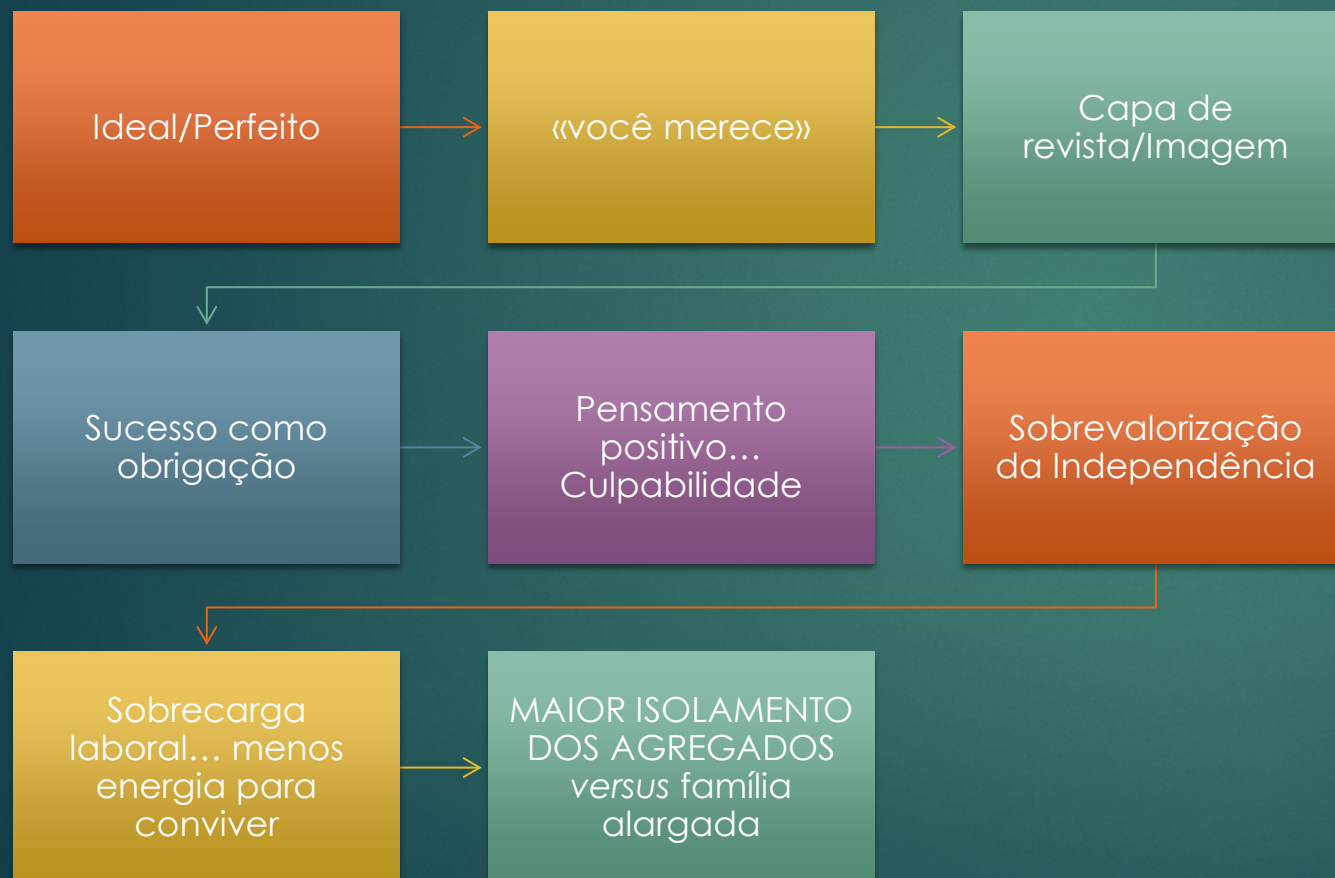 Ideal/Perfeito
«você merece»
Capa de
revista/Imagem
Sucesso como
obrigação
Pensamento
positivo…
Culpabilidade
Sobrevalorização
da Independência
Sobrecarga
laboral… menos
energia para
conviver
MAIOR ISOLAMENTO
DOS AGREGADOS
versus família
alargada